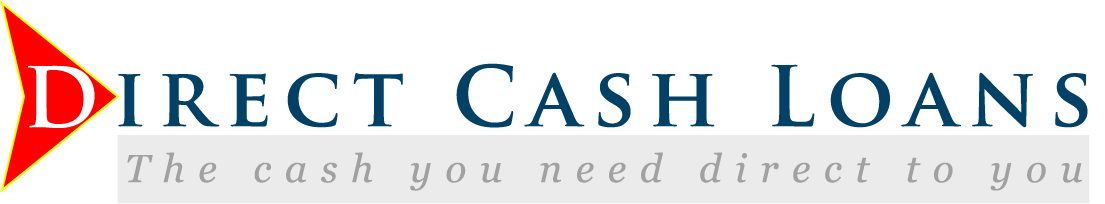 DIRECT CASH LOANS
The cash you need direct to you